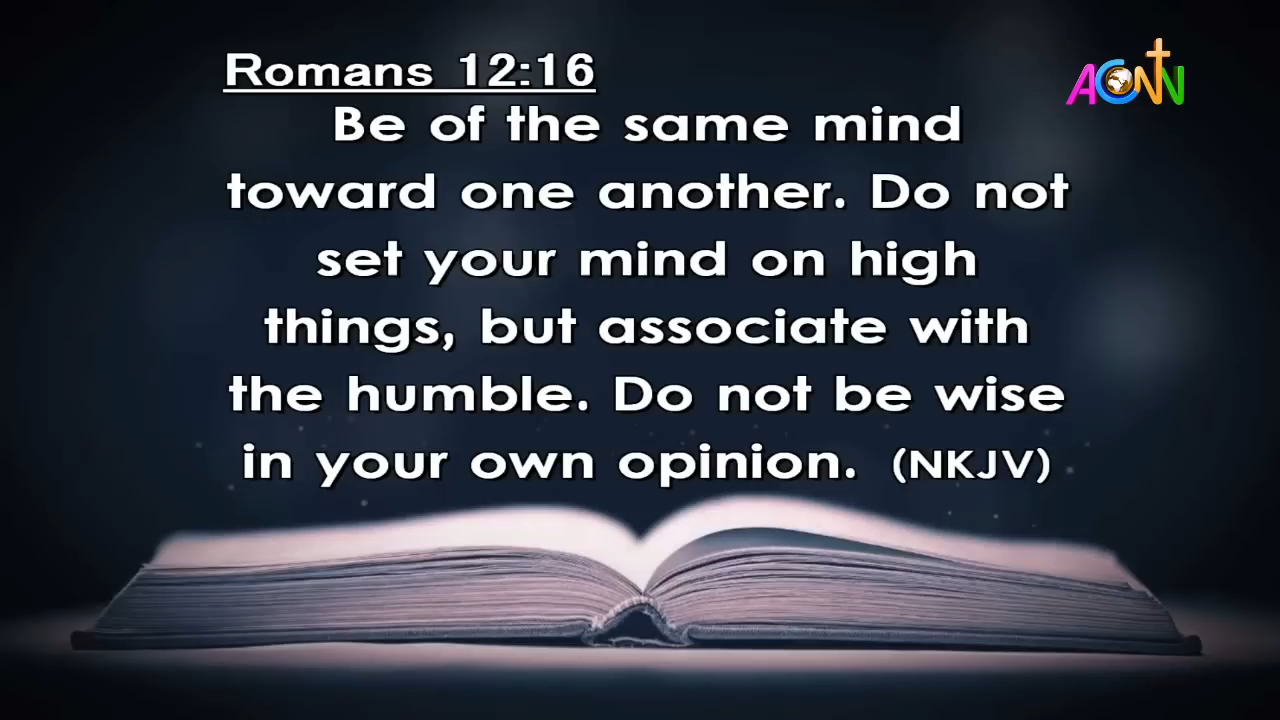 Romans 12:16
ACNN
Be of the same mind
toward one another. Do not
set your mind on high
things, but associate with
the humble. Do not be wise
in your own opinion. (NKJV)